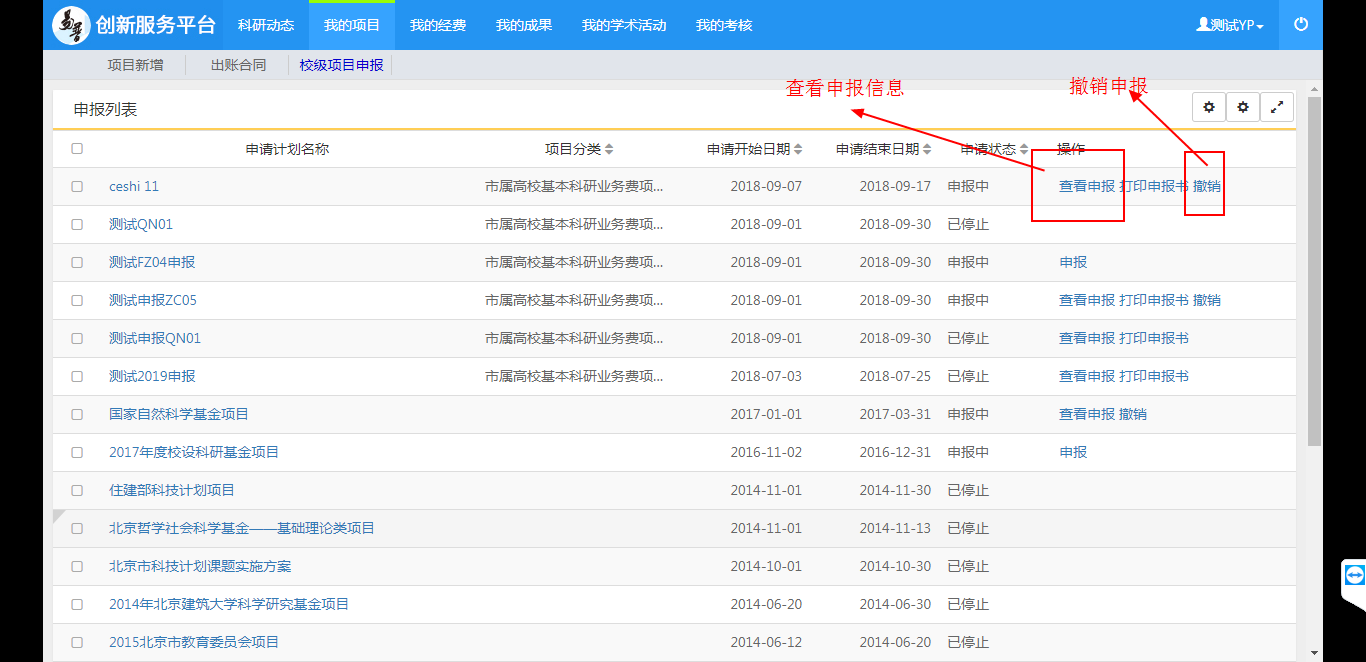 易普 创新服务平台 科研动态 我的项目 我的经费 我的成果 我的学术活动 我的考核 测试YP
项目新增 出账合同 校级项目申报
查看申报信息 撤销申报
申报列表
申请计划名称 项目分类 申请开始日期 申请结束日期 申请状态 操作
ceshi 11 市属高校基本科研业务费项... 2018-09-07 2018-09-17 申报中 查看申报 打印申报书 撤销
测试QN01 市属高校基本科研业务费项... 2018-09-01 2018-09-30 已停止
测试FZ04申报 市属高校基本科研业务费项... 2018-09-01 2018-09-30 申报中 申报
测试申报ZC05 市属高校基本科研业务费项... 2018-09-01 2018-09-30 申报中 查看申报 打印申报书 撤销
测试申报QN01 市属高校基本科研业务费项... 2018-09-01 2018-09-30 已停止 查看申报 打印申报书
测试2019申报 市属高校基本科研业务费项... 2018-07-03 2018-07-25 已停止 查看申报 打印申报书
国家自然科学基金项目 2017-01-01 2017-03-31 申报中 查看申报 撤销
2017年度校设科研基金项目 2016-11-02 2016-12-31 申报中 申报
住建部科技计划项目 2014-11-01 2014-11-30 已停止
北京哲学社会科学基金——基础理论类项目 2014-11-01 2014-11-13 已停止
北京市科技计划课题实施方案 2014-10-01 2014-10-30 已停止
2014年北京建筑大学科学研究基金项目 2014-06-20 2014-06-30 已停止
2015北京市教育委员会项目 2014-06-12 2014-06-20 已停止